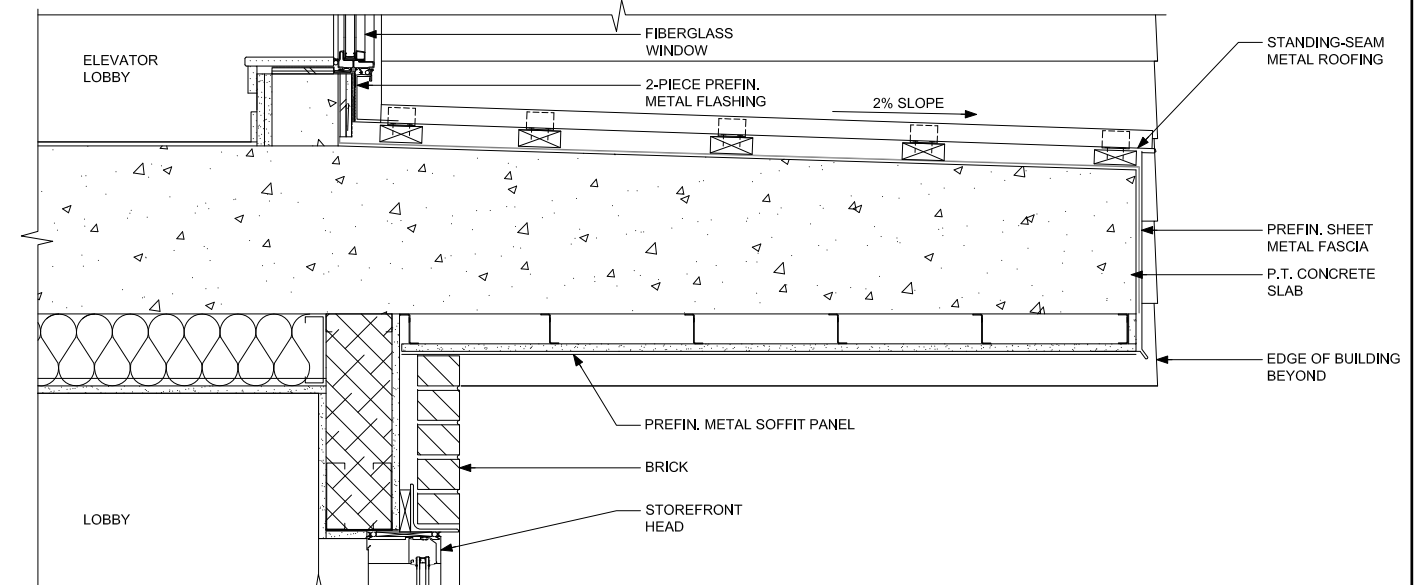 ELEVATOR
LOBBY
FIBERGLASS
WINDOW
2-PIECE PREFIN.
METAL FLASHING
2% SLOPE
STANDING-SEAM
METAL ROOFING
PREFIN. SHEET
METAL FASCIA
P.T. CONCRETE
SLAB
EDGE OF BUILDING
BEYOND
PREFIN. METAL SOFFIT PANEL
BRICK
STOREFRONT
HEAD
LOBBY